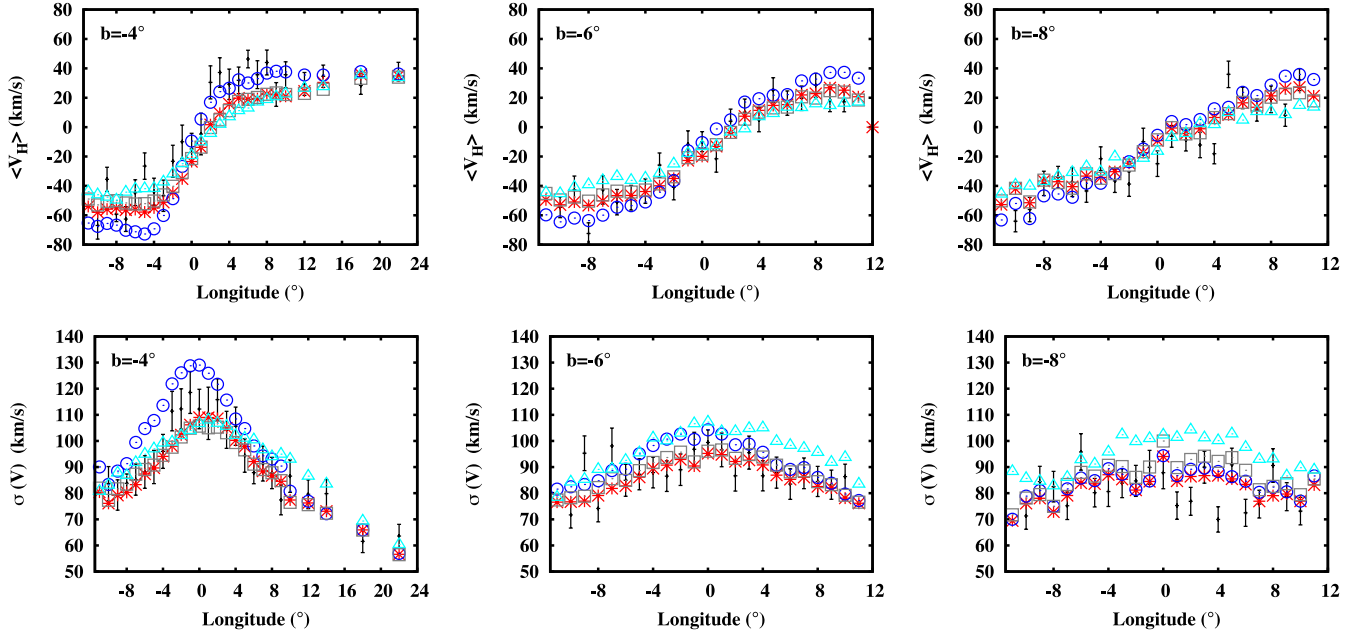 80
60
40
20
0
-20
-40
-60
-80
<V_H> (km/s)
b=-4°
-8 -4 0 4 8 12 16 20 24
Longitude (°)
80
60
40
20
0
-20
-40
-60
-80
<V_H> (km/s)
b=-6°
-8 -4 0 4 8 12
Longitude (°)
80
60
40
20
0
-20
-40
-60
-80
<V_H> (km/s)
b=-8°
-8 -4 0 4 8 12
Longitude (°)
140
130
120
110
100
90
80
70
60
50
σ (V) (km/s)
b=-4°
-8 -4 0 4 8 12 16 20 24
Longitude (°)
140
130
120
110
100
90
80
70
60
50
σ (V) (km/s)
b=-6°
-8 -4 0 4 8 12
Longitude (°)
140
130
120
110
100
90
80
70
60
50
σ (V) (km/s)
b=-8°
-8 -4 0 4 8 12
Longitude (°)